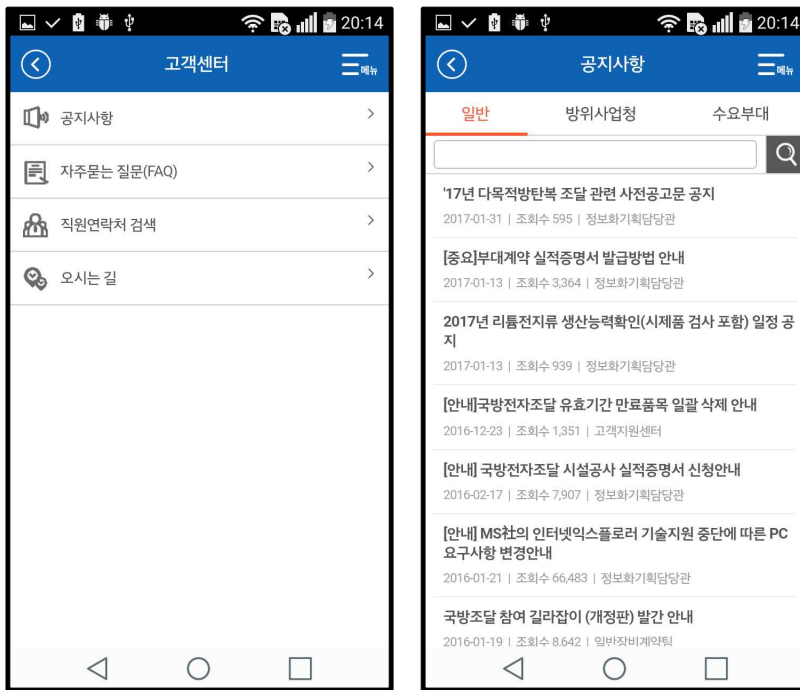 20:14
고객센터
메뉴
공지사항
자주묻는 질문(FAQ)
직원연락처 검색
오시는 길
20:14
공지사항
메뉴
일반 방위사업청 수요부대
'17년 다목적방탄복 조달 관련 사전공고문 공지
2017-01-31 | 조회수 595 | 정보화기획담당관
[중요]부대계약 실적증명서 발급방법 안내
2017-01-13 | 조회수 3,364 | 정보화기획담당관
2017년 리튬전지류 생산능력확인(시제품 검사 포함) 일정 공
지
2017-01-13 | 조회수 939 | 정보화기획담당관
[안내]국방전자조달 유효기간 만료품목 일괄 삭제 안내
2016-12-23 | 조회수 1,351 | 고객지원센터
[안내] 국방전자조달 시설공사 실적증명서 신청안내
2016-02-17 | 조회수 7,907 | 정보화기획담당관
[안내] MS社의 인터넷익스플로러 기술지원 중단에 따른 PC
요구사항 변경안내
2016-01-21 | 조회수 66,483 | 정보화기획담당관
국방조달 참여 길라잡이 (개정판) 발간 안내
2016-01-19 | 조회수 8,642 | 일반장비계약팀